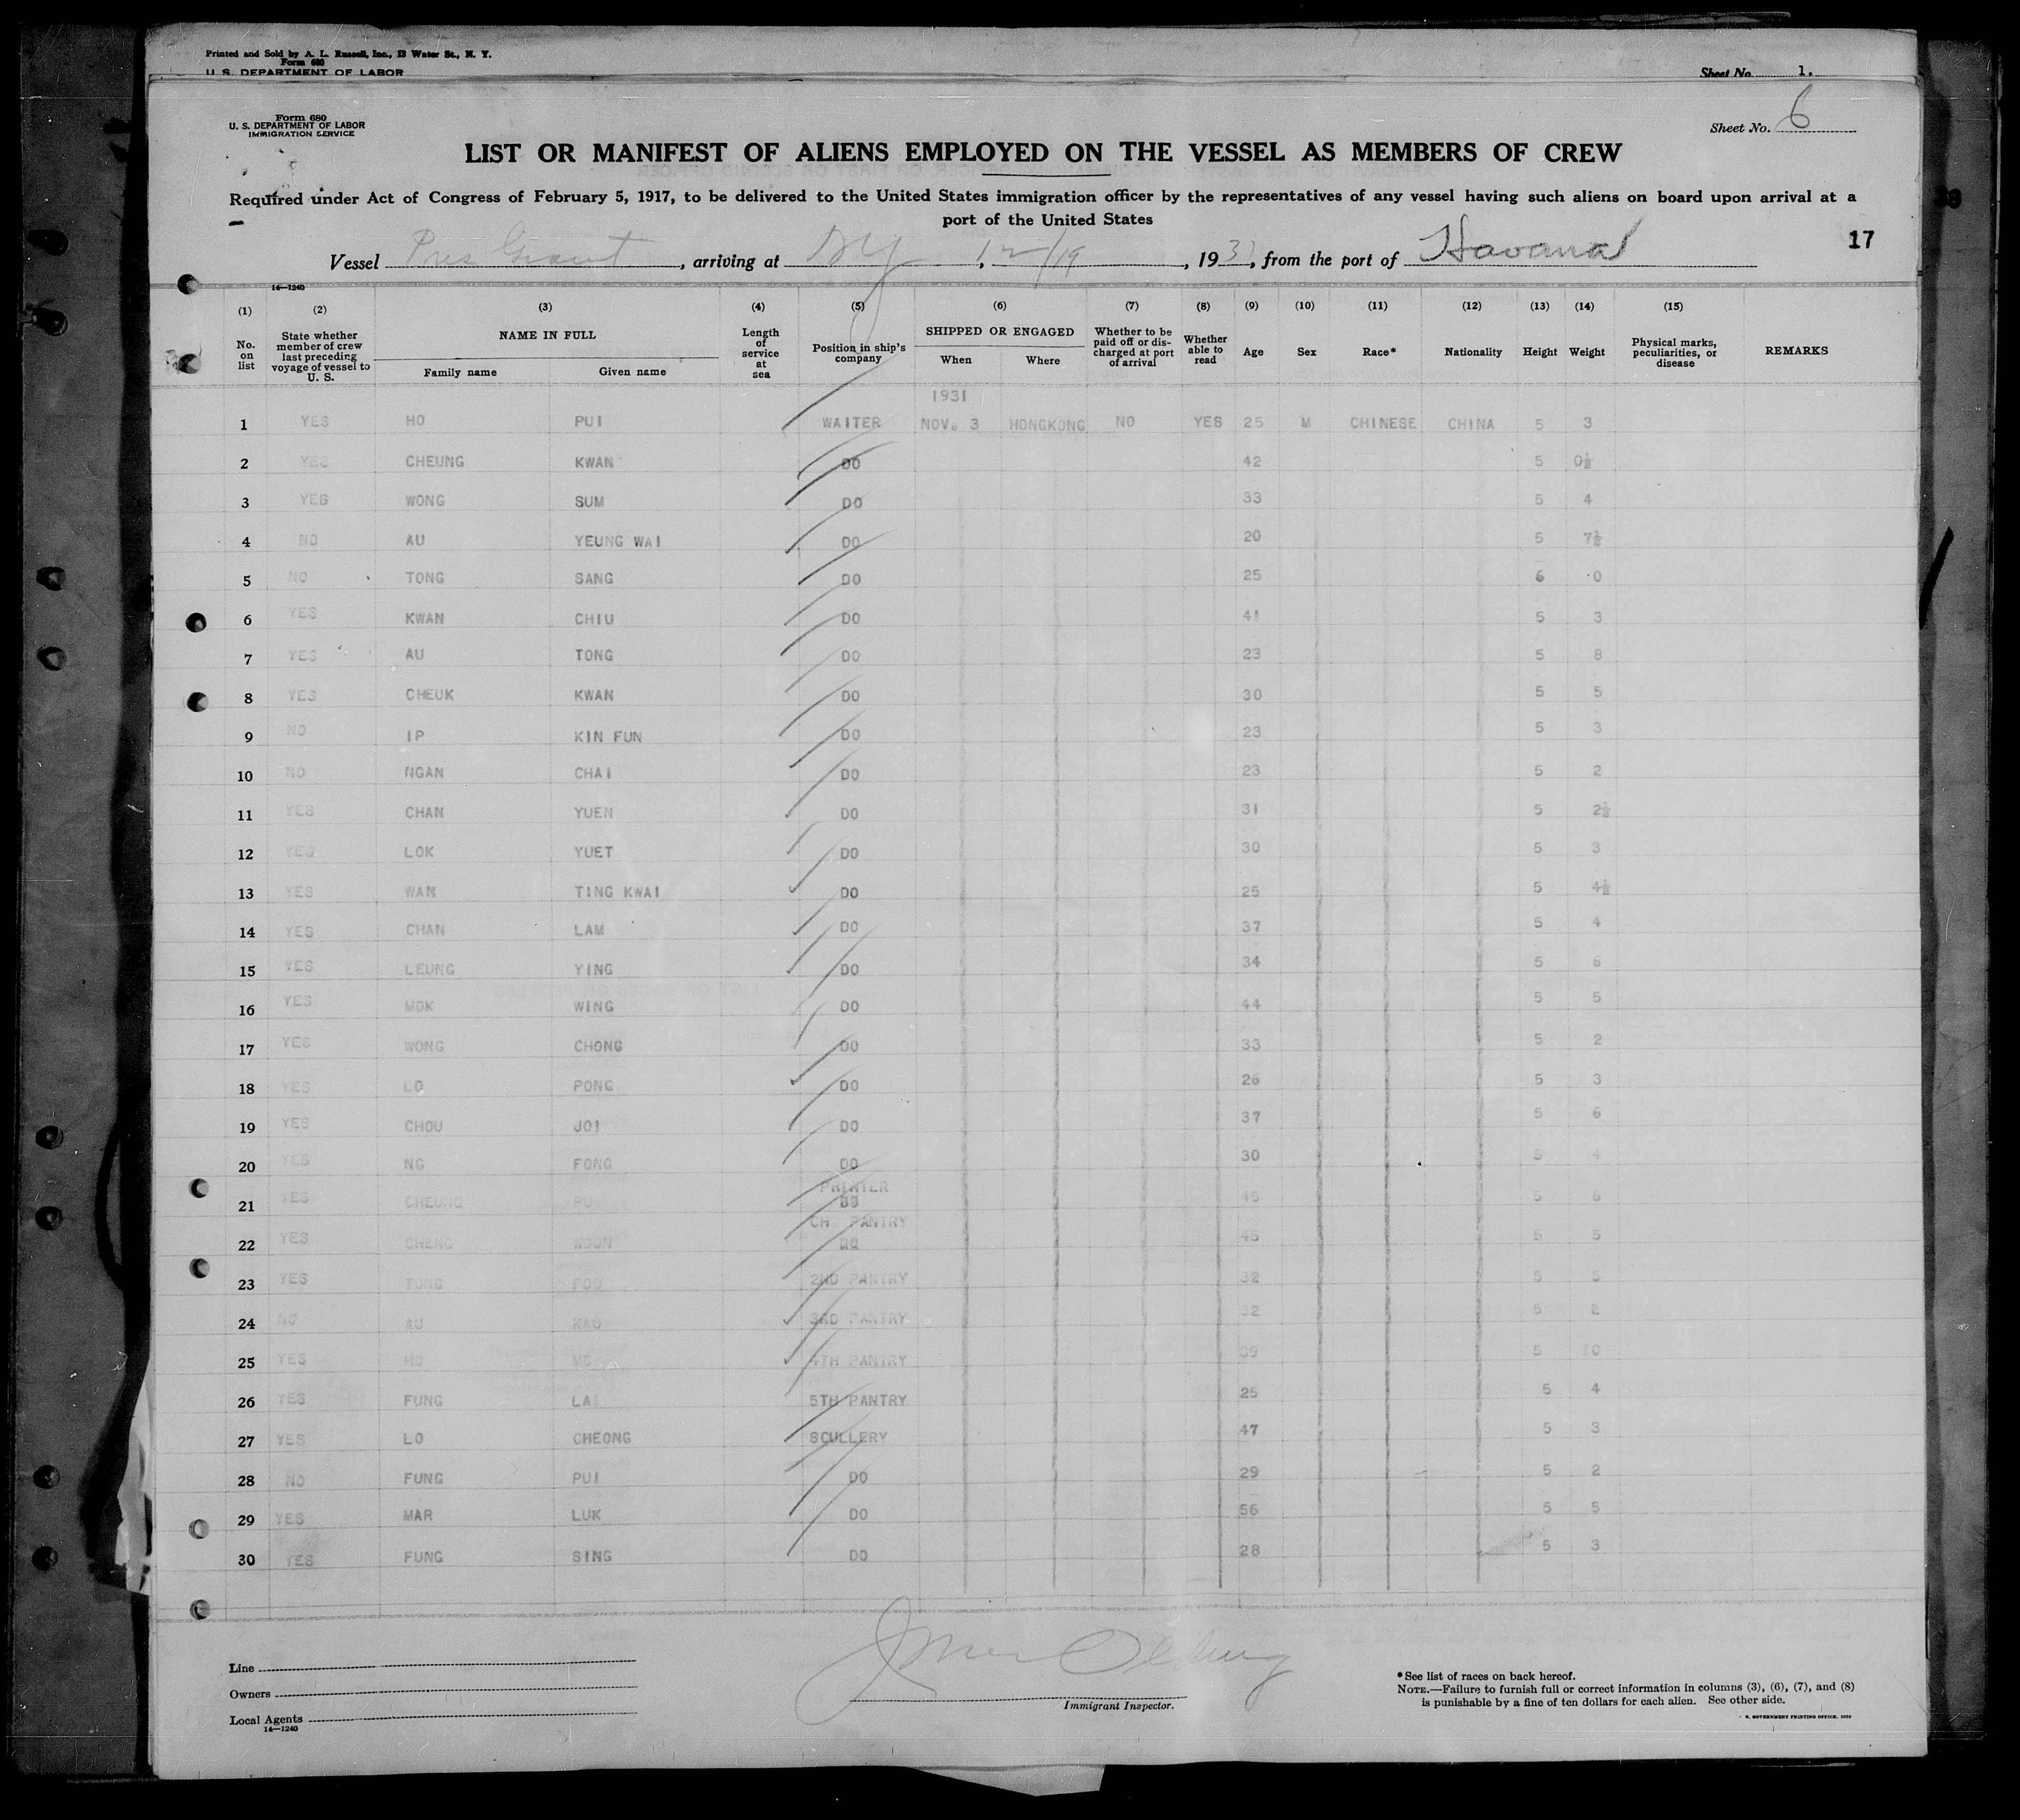 Printed and Sold by A. L. Russell, Inc., 13 Water St., N. Y.
Form 680
U. S. DEPARTMENT OF LABOR
Sheet No. 1.
Form 680
U. S. DEPARTMENT OF LABOR
IMMIGRATION SERVICE
Sheet No. 6
LIST OR MANIFEST OF ALIENS EMPLOYED ON THE VESSEL AS MEMBERS OF CREW
Required under Act of Congress of February 5, 1917, to be delivered to the United States immigration officer by the representatives of any vessel having such aliens on board upon arrival at a
port of the United States
17
Vessel Pres Grant, arriving at NY, 12/19, 1931, from the port of Havana
14—1240
(1) (2) (3) (4) (5) (6) (7) (8) (9) (10) (11) (12) (13) (14) (15)
No. on list
State whether member of crew last preceding voyage of vessel to U. S.
NAME IN FULL
Family name Given name
Length of service at sea
Position in ship's company
SHIPPED OR ENGAGED
When Where
Whether to be paid off or discharged at port of arrival
Whether able to read
Age Sex Race* Nationality Height Weight
Physical marks, peculiarities, or disease
REMARKS
1931
1 YES HO PUI WAITER NOV. 3 HONGKONG NO YES 25 M CHINESE CHINA 5 3
2 YES CHEUNG KWAN DO 42 5 0½
3 YES WONG SUM DO 33 5 4
4 NO AU YEUNG WAI DO 20 5 7½
5 NO TONG SANG DO 25 6 0
6 YES KWAN CHIU DO 41 5 3
7 YES AU TONG DO 23 5 8
8 YES CHEUK KWAN DO 30 5 5
9 NO IP KIN FUN DO 23 5 3
10 NO NGAN CHAI DO 23 5 2
11 YES CHAN YUEN DO 31 5 2½
12 YES LOK YUET DO 30 5 3
13 YES WAN TING KWAI DO 25 5 4½
14 YES CHAN LAM DO 37 5 4
15 YES LEUNG YING DO 34 5 6
16 YES MOK WING DO 44 5 5
17 YES WONG CHONG DO 33 5 2
18 YES LO PONG DO 26 5 3
19 YES CHOU JOI DO 37 5 6
20 YES NG FONG DO 30 5 4
21 YES CHEUNG PRINTER 45 5 6
22 YES CHENG WOON CH. PANTRY 45 5 5
23 YES TONG FOO 2ND PANTRY 32 5 5
24 NO AU KAU 3RD PANTRY 32 5
25 YES HO 4TH PANTRY 39 5 10
26 YES FUNG LAI 5TH PANTRY 25 5 4
27 YES LO CHEONG SCULLERY 47 5 3
28 NO FUNG PUI DO 29 5 2
29 YES MAR LUK DO 56 5 5
30 YES FUNG SING DO 28 5 3
Line
Owners
Local Agents
14—1240
Immigrant Inspector.
*See list of races on back hereof.
NOTE.—Failure to furnish full or correct information in columns (3), (6), (7), and (8)
is punishable by a fine of ten dollars for each alien. See other side.